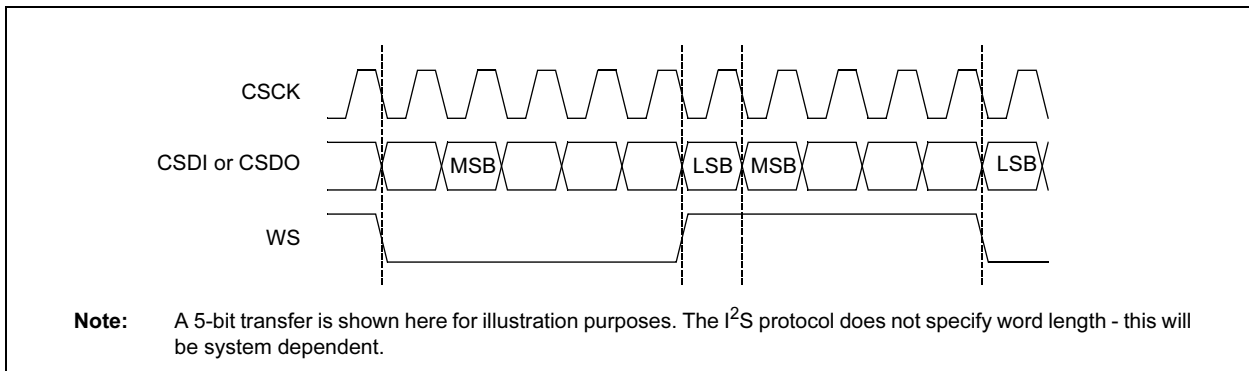 CSCK
CSDI or CSDO
MSB
LSB
MSB
LSB
WS
Note: A 5-bit transfer is shown here for illustration purposes. The I²S protocol does not specify word length - this will
be system dependent.